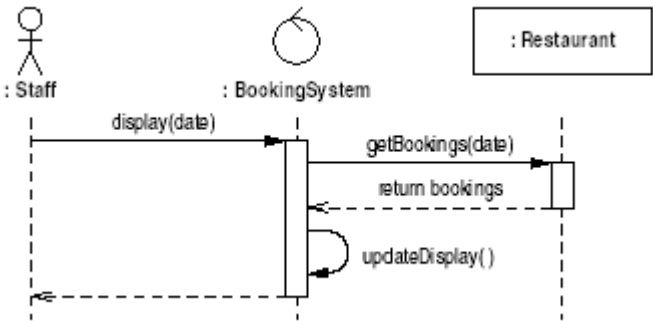 : Restaurant
: Staff
: BookingSystem
display(date)
getBookings(date)
return bookings
updateDisplay()